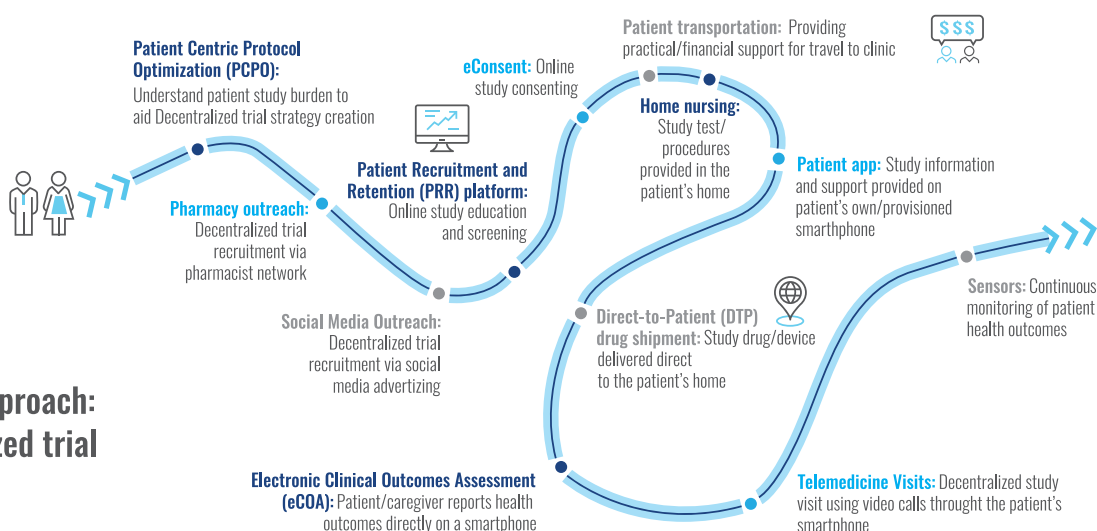 Patient Centric Protocol
Optimization (PCPO):
Understand patient study burden to
aid Decentralized trial strategy creation
Pharmacy outreach:
Decentralized trial
recruitment via
pharmacist network
Social Media Outreach:
Decentralized trial
recruitment via social
media advertizing
Patient Recruitment and
Retention (PRR) platform:
Online study education
and screening
eConsent: Online
study consenting
Patient transportation: Providing
practical/financial support for travel to clinic
$$$
Home nursing:
Study test/
procedures
provided in the
patient's home
Patient app: Study information
and support provided on
patient's own/provisioned
smarthphone
Direct-to-Patient (DTP)
drug shipment: Study drug/device
delivered direct
to the patient's home
Electronic Clinical Outcomes Assessment
(eCOA): Patient/caregiver reports health
outcomes directly on a smartphone
Telemedicine Visits: Decentralized study
visit using video calls throught the patient's
smartphone
Sensors: Continuous
monitoring of patient
health outcomes
proach:
zed trial